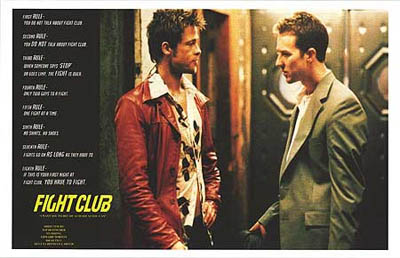 FIRST RULE-
YOU DO NOT TALK ABOUT FIGHT CLUB.
SECOND RULE-
YOU DO NOT TALK ABOUT FIGHT CLUB.
THIRD RULE-
WHEN SOMEONE SAYS 'STOP'
OR GOES LIMP, THE FIGHT IS OVER.
FOURTH RULE-
ONLY TWO GUYS TO A FIGHT.
FIFTH RULE-
ONE FIGHT AT A TIME.
SIXTH RULE-
NO SHIRTS, NO SHOES.
SEVENTH RULE-
FIGHTS GO ON AS LONG AS THEY HAVE TO.
EIGHTH RULE-
IF THIS IS YOUR FIRST NIGHT AT
FIGHT CLUB, YOU HAVE TO FIGHT.
FIGHT CLUB